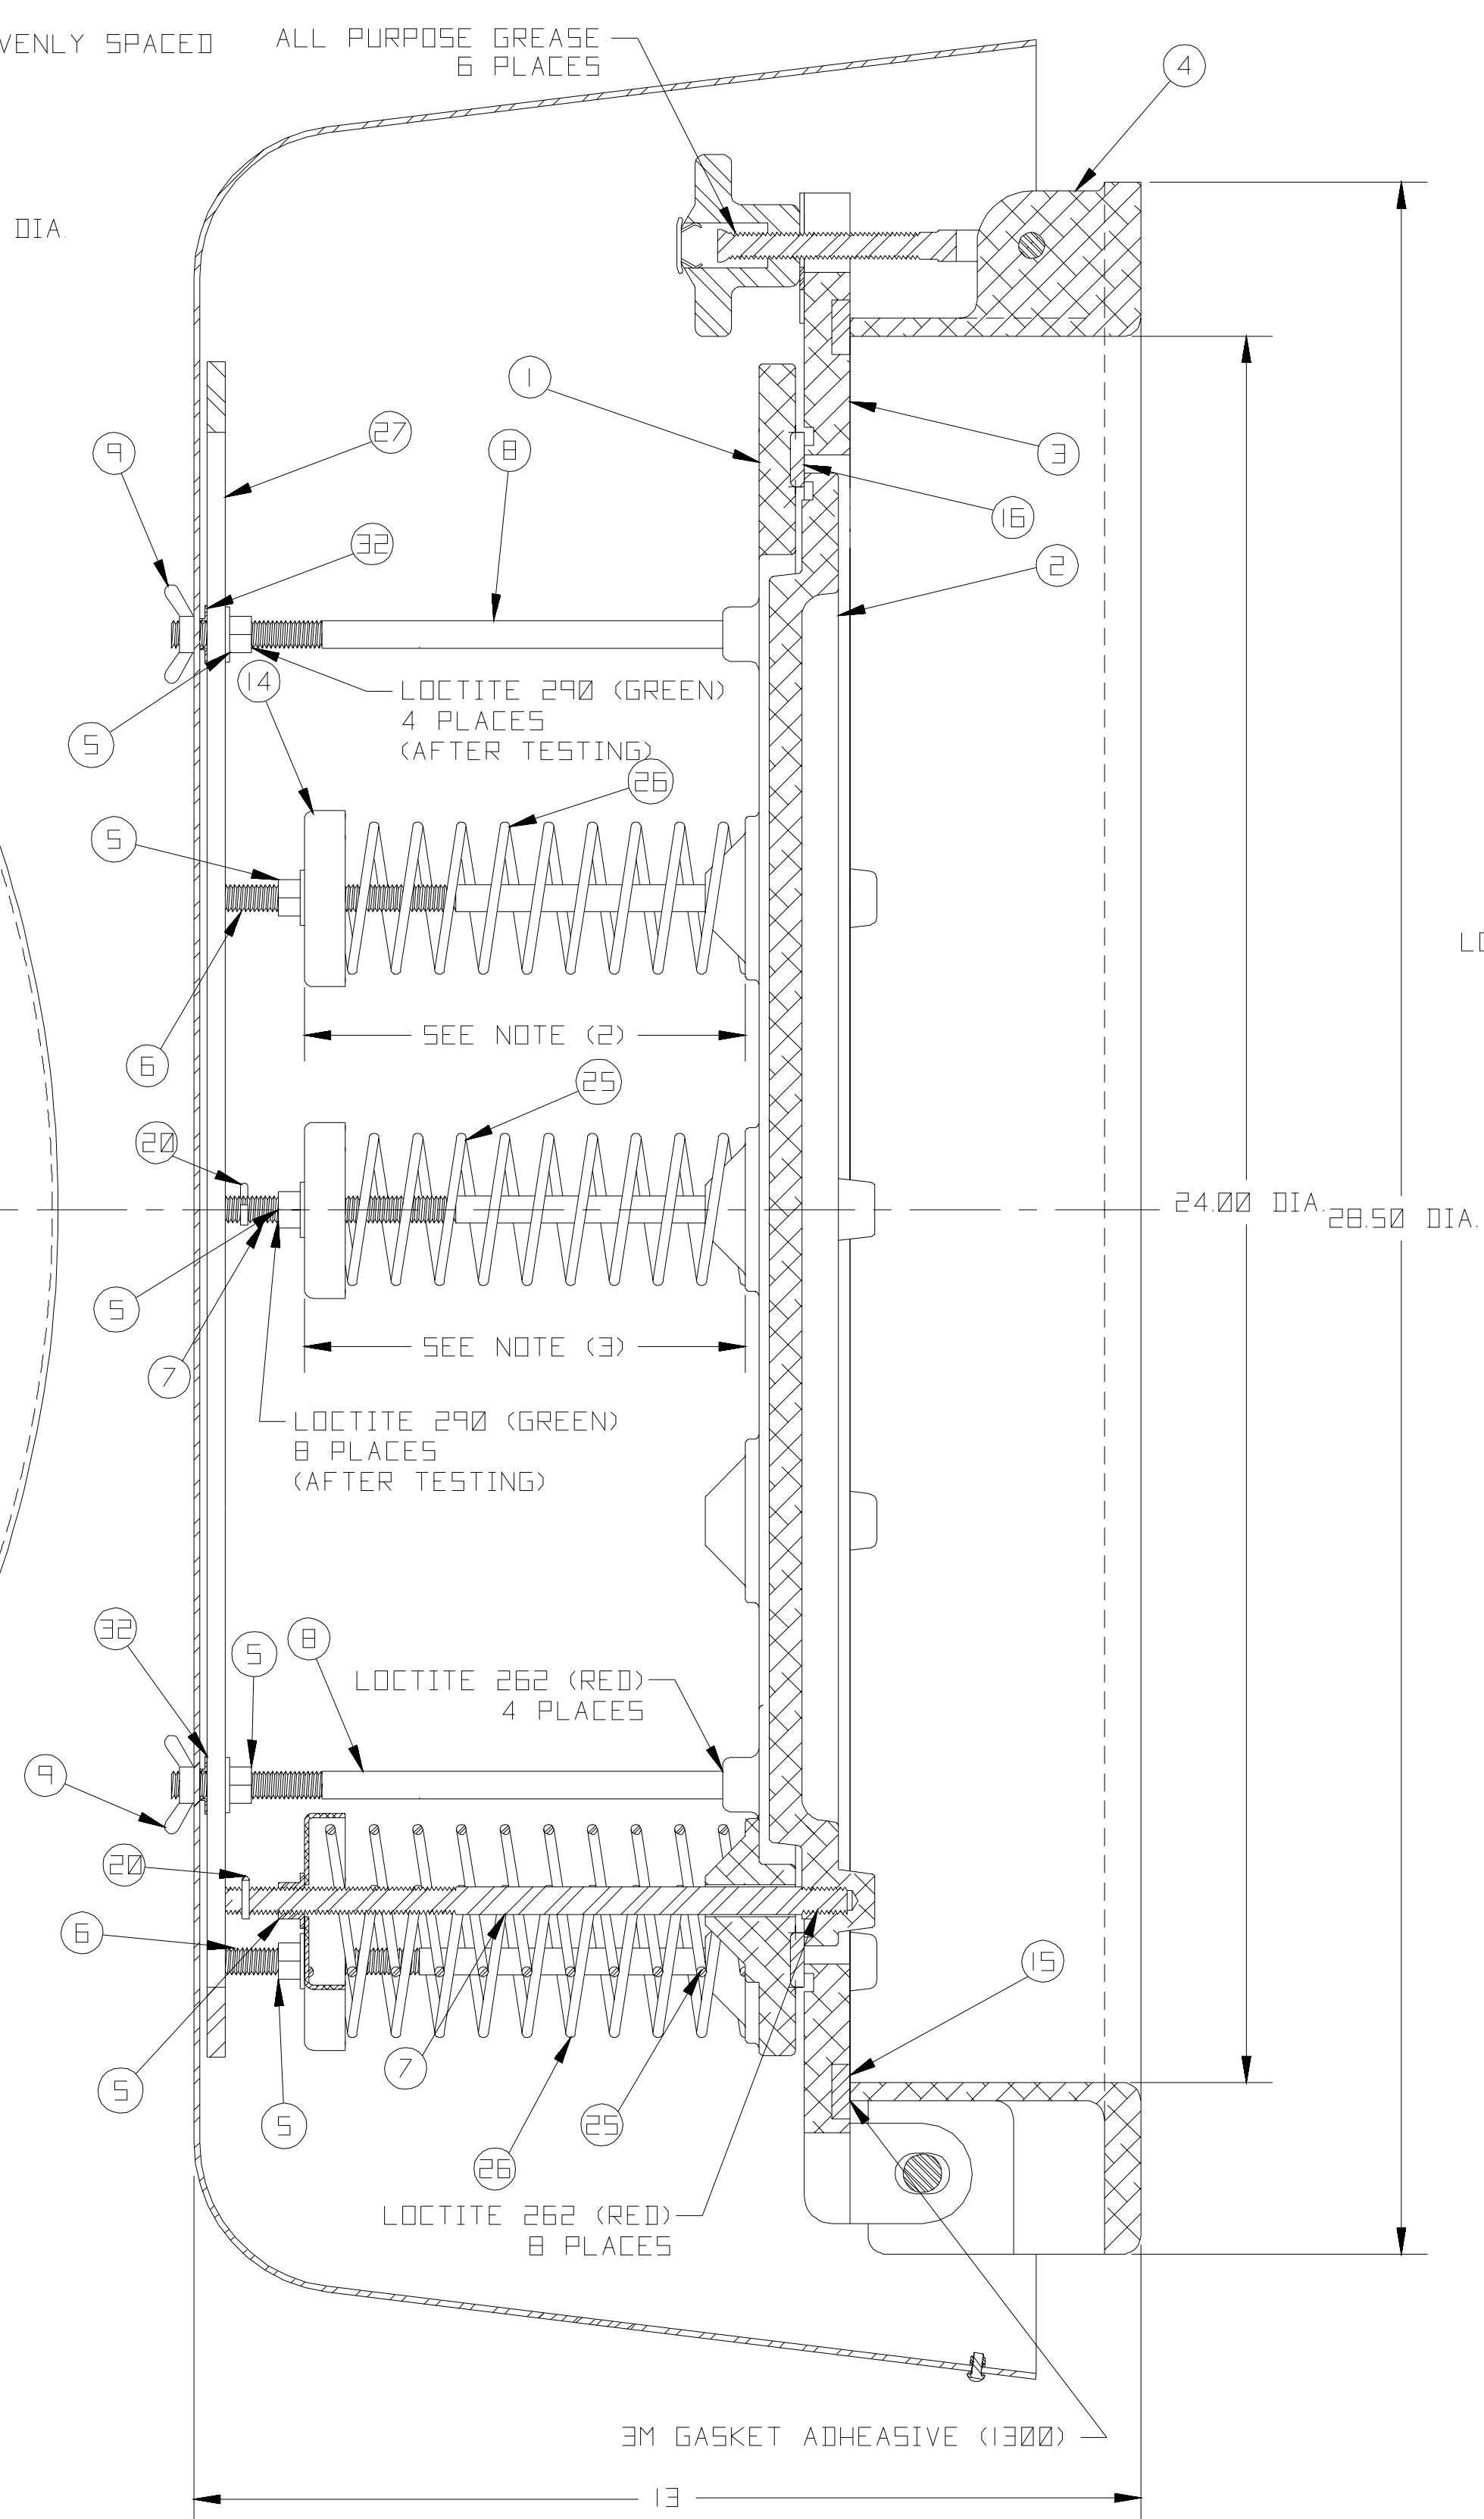 VENLY SPACED
ALL PURPOSE GREASE
6 PLACES
4
DIA.
1
27
8
9
3
32
16
2
14
LOCTITE 290 (GREEN)
4 PLACES
(AFTER TESTING)
5
26
5
LO
SEE NOTE (2)
6
25
20
24.00 DIA.
28.50 DIA.
5
SEE NOTE (3)
7
LOCTITE 290 (GREEN)
8 PLACES
(AFTER TESTING)
32
5
8
LOCTITE 262 (RED)
4 PLACES
9
20
6
15
7
5
5
25
26
LOCTITE 262 (RED)
8 PLACES
3M GASKET ADHEASIVE (1300)
13